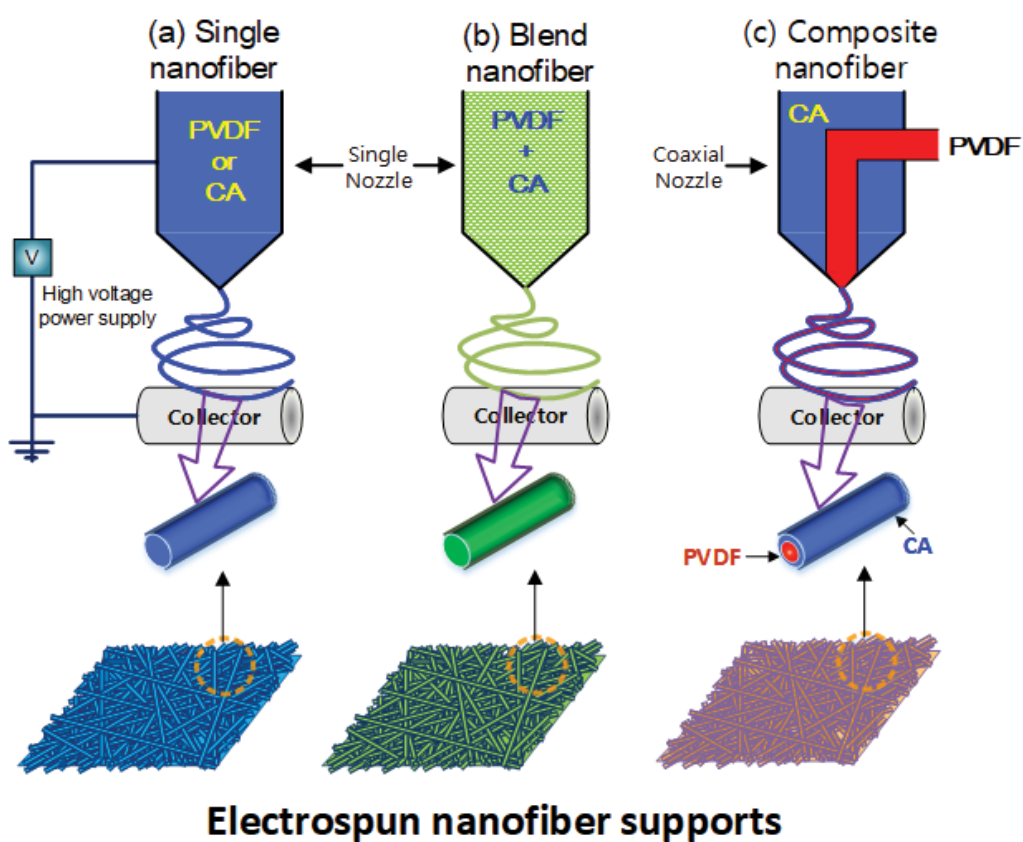 (a) Single
nanofiber
(b) Blend
nanofiber
(c) Composite
nanofiber
PVDF
or
CA
Single
Nozzle
PVDF
+
CA
Coaxial
Nozzle
CA
PVDF
V
High voltage
power supply
Collector
Collector
Collector
PVDF
CA
Electrospun nanofiber supports